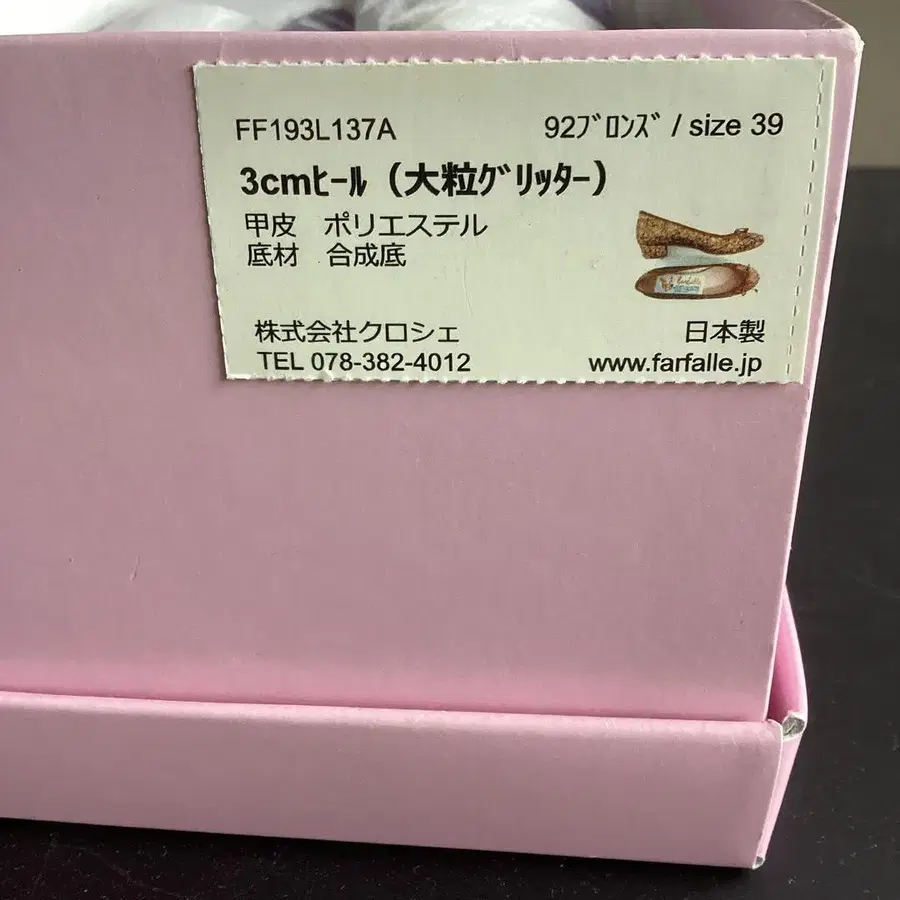 FF193L137A 92ﾌﾞﾛﾝｽﾞ / size 39
3cmﾋｰﾙ（大粒ｸﾞﾘｯﾀｰ）
甲皮　ポリエステル
底材　合成底
株式会社クロシェ 日本製
TEL 078-382-4012 www.farfalle.jp
farfalle